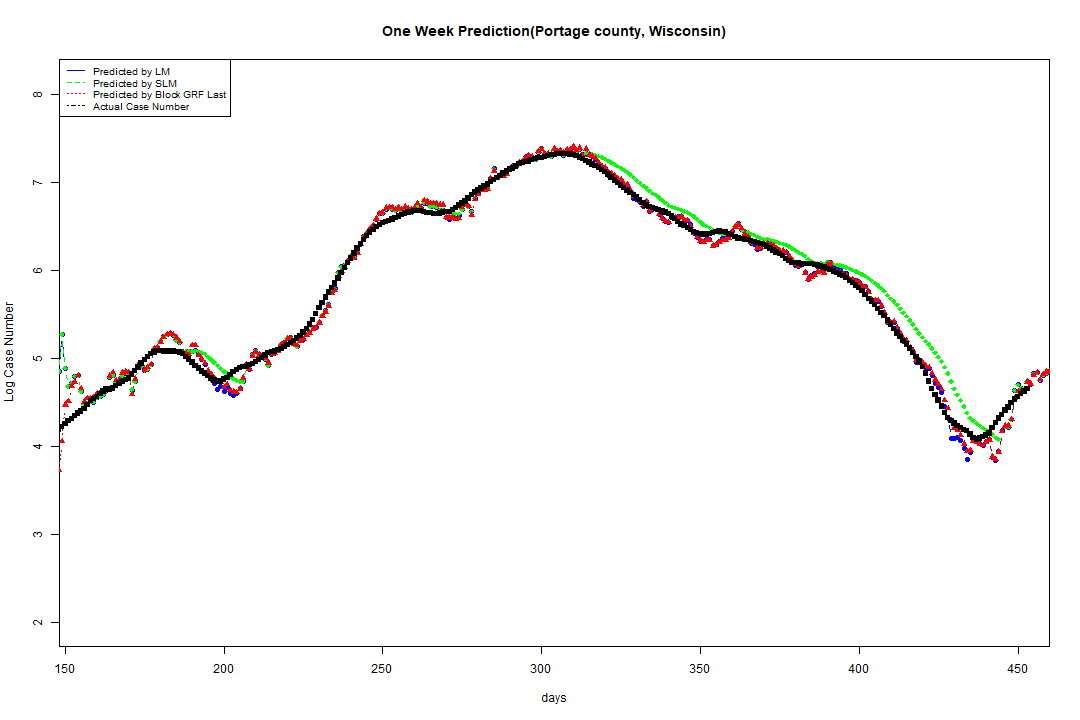 One Week Prediction(Portage county, Wisconsin)
Predicted by LM
Predicted by SLM
Predicted by Block GRF Last
Actual Case Number
8
7
6
5
4
3
2
Log Case Number
150 200 250 300 350 400 450
days